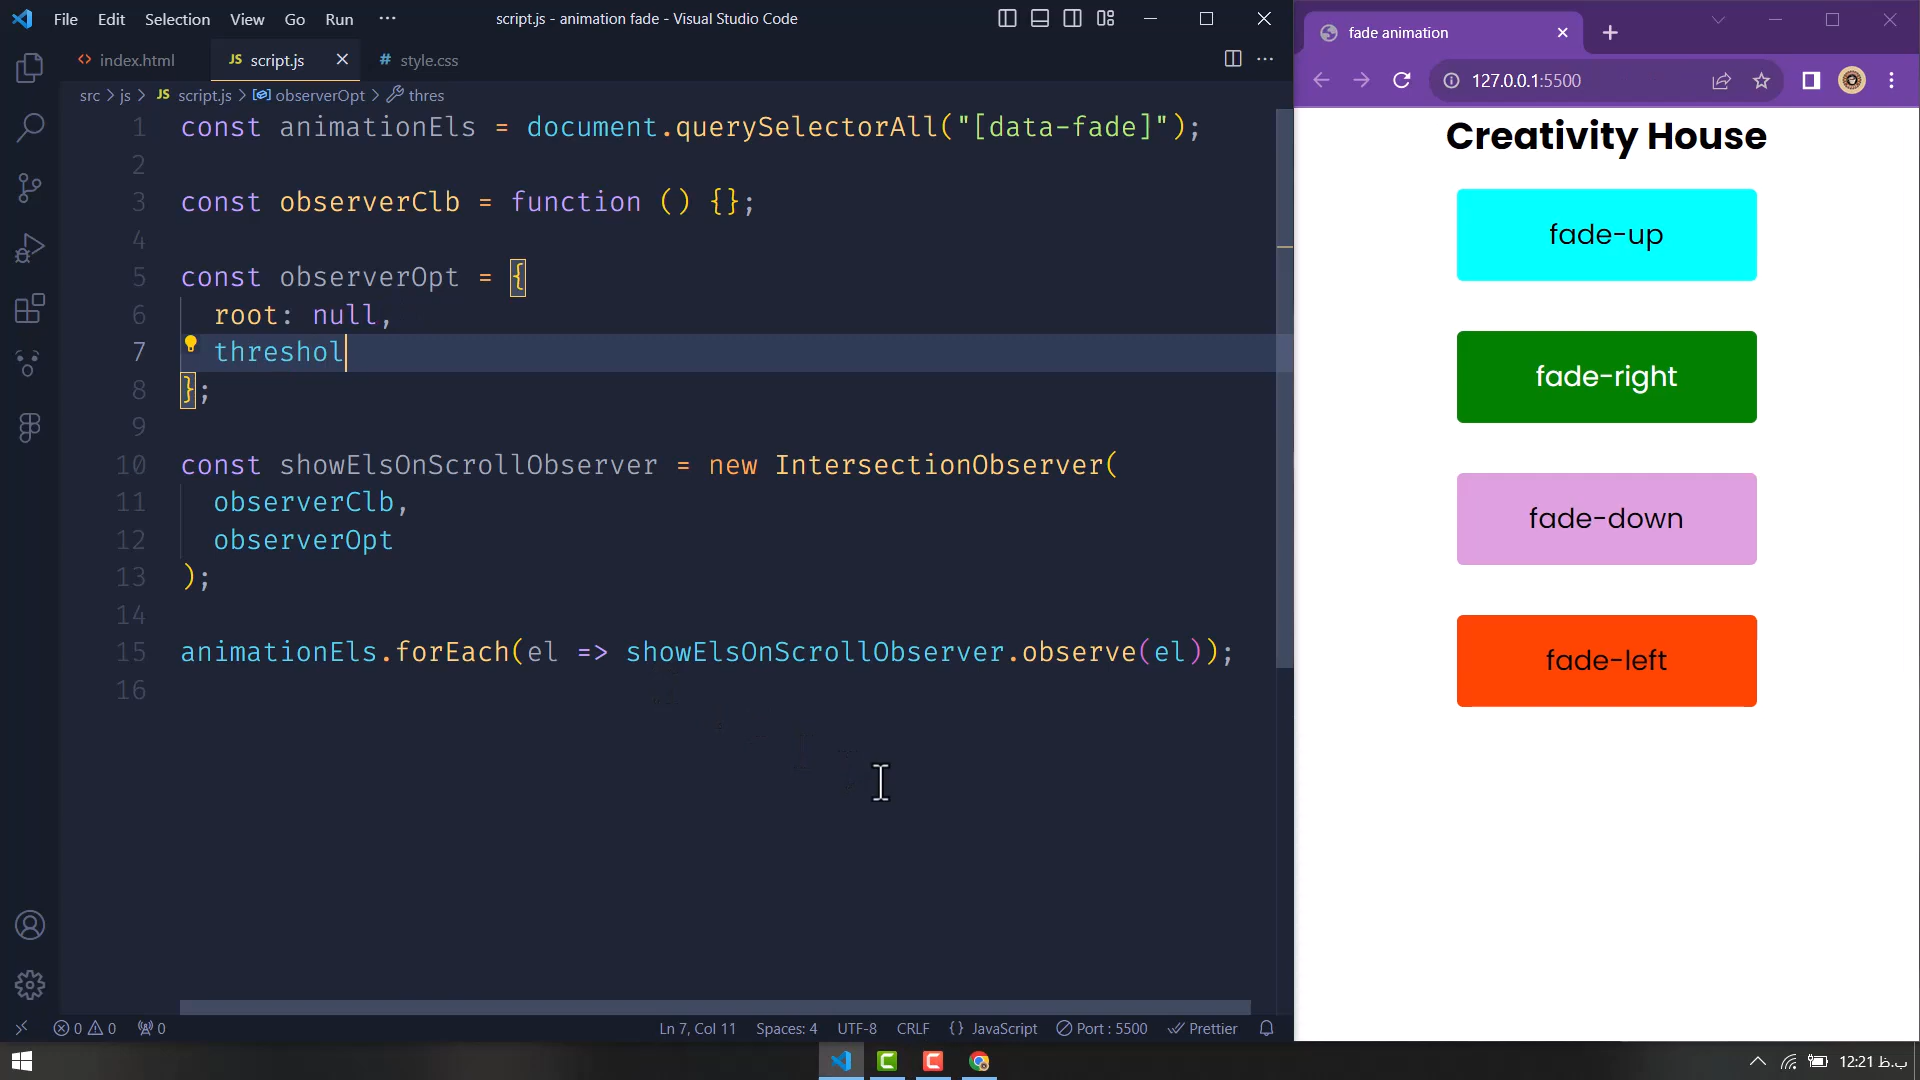 File Edit Selection View Go Run ···
script.js - animation fade - Visual Studio Code
index.html
JS script.js
# style.css
src > js > JS script.js > observerOpt > thres
1 const animationEls = document.querySelectorAll("[data-fade]");
2
3 const observerClb = function () {};
4
5 const observerOpt = {
6 root: null,
7 threshol
8 };
9
10 const showElsOnScrollObserver = new IntersectionObserver(
11 observerClb,
12 observerOpt
13 );
14
15 animationEls.forEach(el => showElsOnScrollObserver.observe(el));
16
0 0 0
Ln 7, Col 11 Spaces: 4 UTF-8 CRLF {} JavaScript Port : 5500 Prettier
fade animation
127.0.0.1:5500
Creativity House
fade-up
fade-right
fade-down
fade-left
12:21 ب.ظ